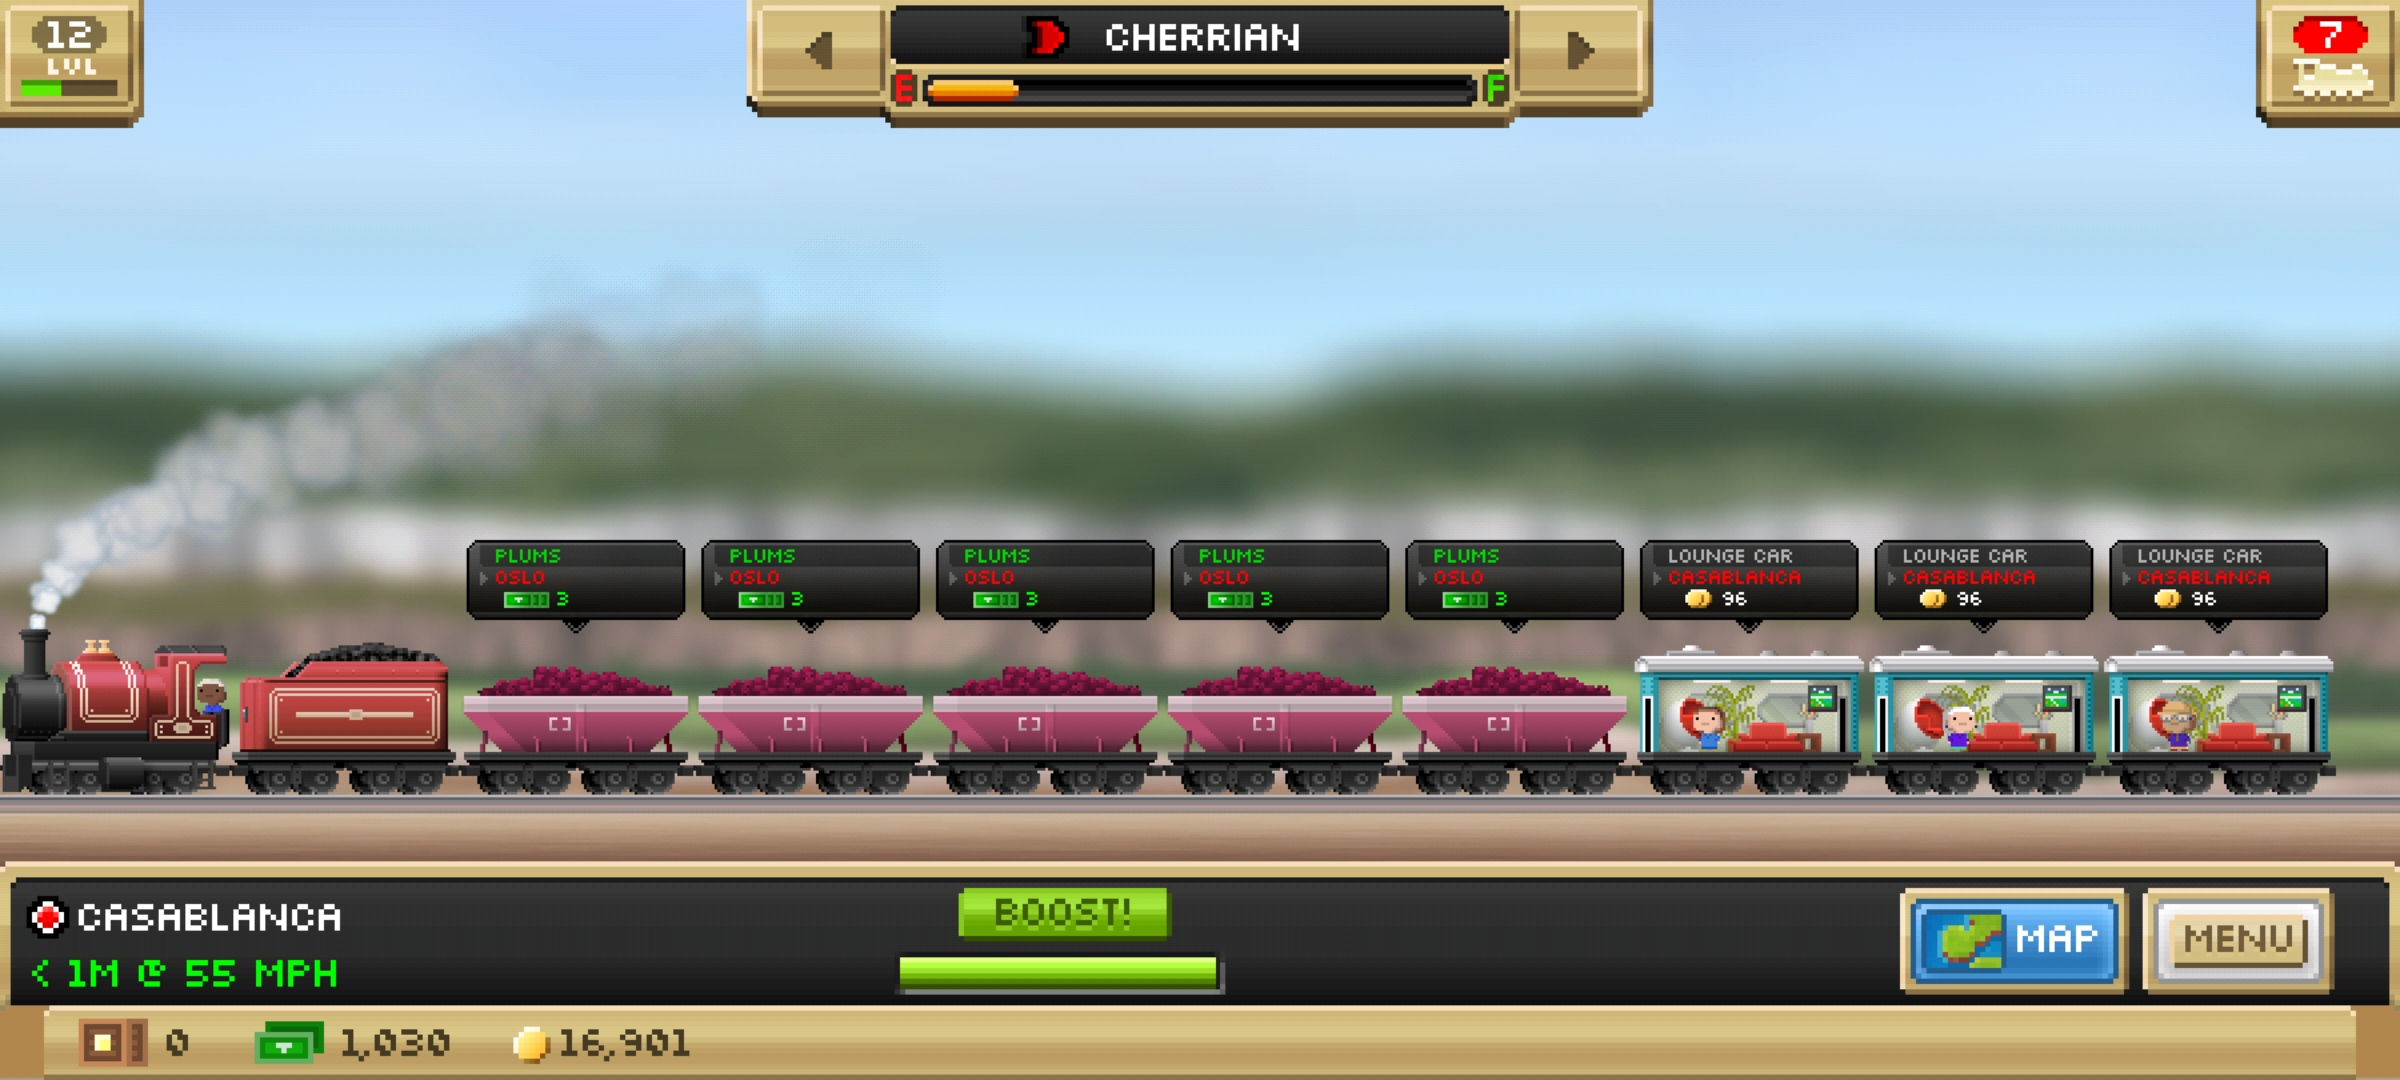 12
LVL
CHERRIAN
E F
7
PLUMS
OSLO
3
PLUMS
OSLO
3
PLUMS
OSLO
3
PLUMS
OSLO
3
PLUMS
OSLO
3
LOUNGE CAR
CASABLANCA
96
LOUNGE CAR
CASABLANCA
96
LOUNGE CAR
CASABLANCA
96
CASABLANCA
< 1M @ 55 MPH
BOOST!
MAP
MENU
0 1,030 16,901